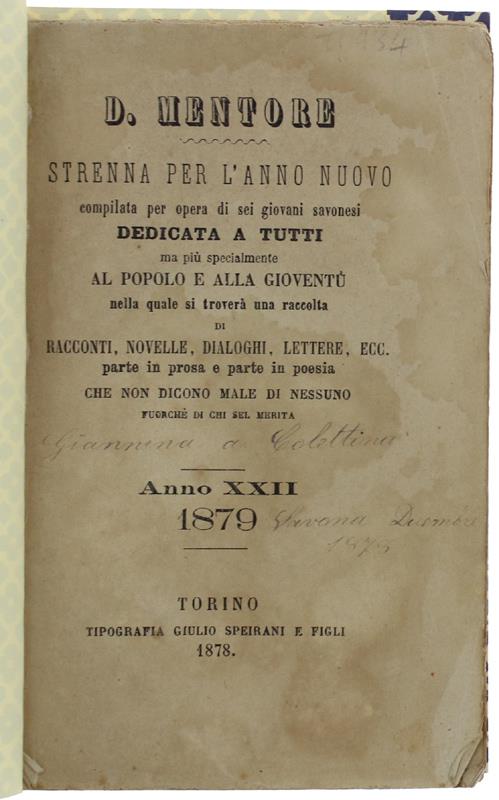 D. MENTORE
STRENNA PER L'ANNO NUOVO
compilata per opera di sei giovani savonesi
DEDICATA A TUTTI
ma più specialmente
AL POPOLO E ALLA GIOVENTÙ
nella quale si troverà una raccolta
DI
RACCONTI, NOVELLE, DIALOGHI, LETTERE, ECC.
parte in prosa e parte in poesia
CHE NON DICONO MALE DI NESSUNO
FUORCHÈ DI CHI SEL MERITA
Giannina a Colettina
Anno XXII
1879
Savona
TORINO
TIPOGRAFIA GIULIO SPEIRANI E FIGLI
1878.